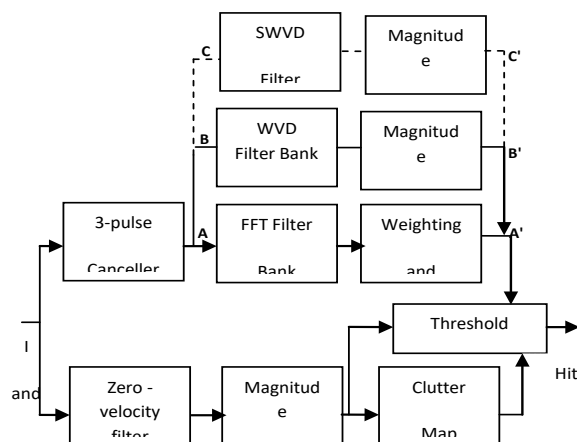 SWVD
Filter
Magnitud
e
C
C'
WVD
Filter Bank
Magnitud
e
B
B'
3-pulse
Canceller
A
FFT Filter
Bank
Weighting
and
A'
Threshold
I
and
Hit
Zero -
velocity
filter
Magnitud
e
Clutter
Map